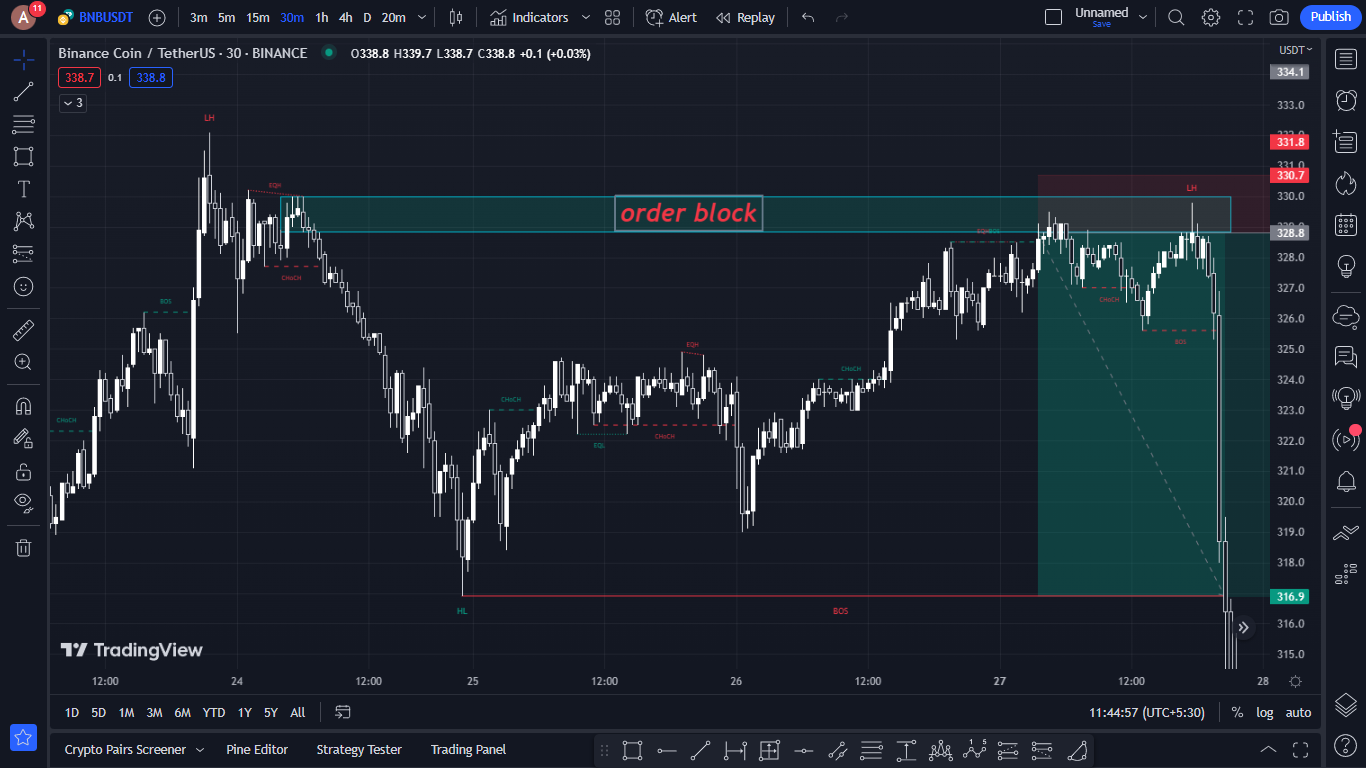 A 11 BNBUSDT 3m 5m 15m 30m 1h 4h D 20m Indicators Alert Replay Unnamed Save Publish
Binance Coin / TetherUS · 30 · BINANCE O338.8 H339.7 L338.7 C338.8 +0.1 (+0.03%)
USDT
338.7 0.1 338.8
334.1
3
333.0
LH
332.0
331.8
331.0
330.7
EQH
LH
330.0
order block
328.8
CHoCH
328.0
327.0
BOS
CHoCH
326.0
BOS
325.0
EQH
CHoCH
324.0
CHoCH
323.0
CHoCH
CHoCH
322.0
EQL
321.0
320.0
319.0
318.0
316.9
HL
BOS
316.0
TradingView
315.0
12:00 24 12:00 25 12:00 26 12:00 27 12:00 28
1D 5D 1M 3M 6M YTD 1Y 5Y All 11:44:57 (UTC+5:30) % log auto
Crypto Pairs Screener Pine Editor Strategy Tester Trading Panel